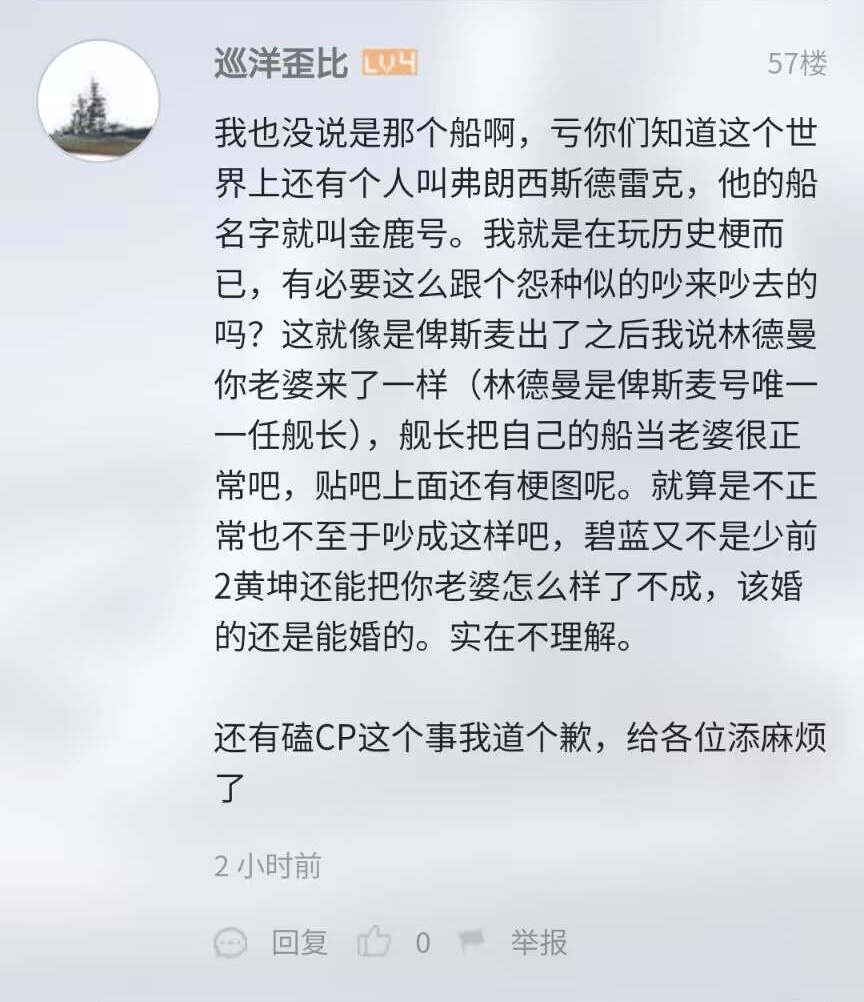 巡洋歪比 LV4 57楼
我也没说是那个船啊，亏你们知道这个世
界上还有个人叫弗朗西斯德雷克，他的船
名字就叫金鹿号。我就是在玩历史梗而
已，有必要这么跟个怨种似的吵来吵去的
吗？这就像是俾斯麦出了之后我说林德曼
你老婆来了一样（林德曼是俾斯麦号唯一
一任舰长），舰长把自己的船当老婆很正
常吧，贴吧上面还有梗图呢。就算是不正
常也不至于吵成这样吧，碧蓝又不是少前
2黄坤还能把你老婆怎么样了不成，该婚
的还是能婚的。实在不理解。
还有磕CP这个事我道个歉，给各位添麻烦
了
2 小时前
回复 0 举报